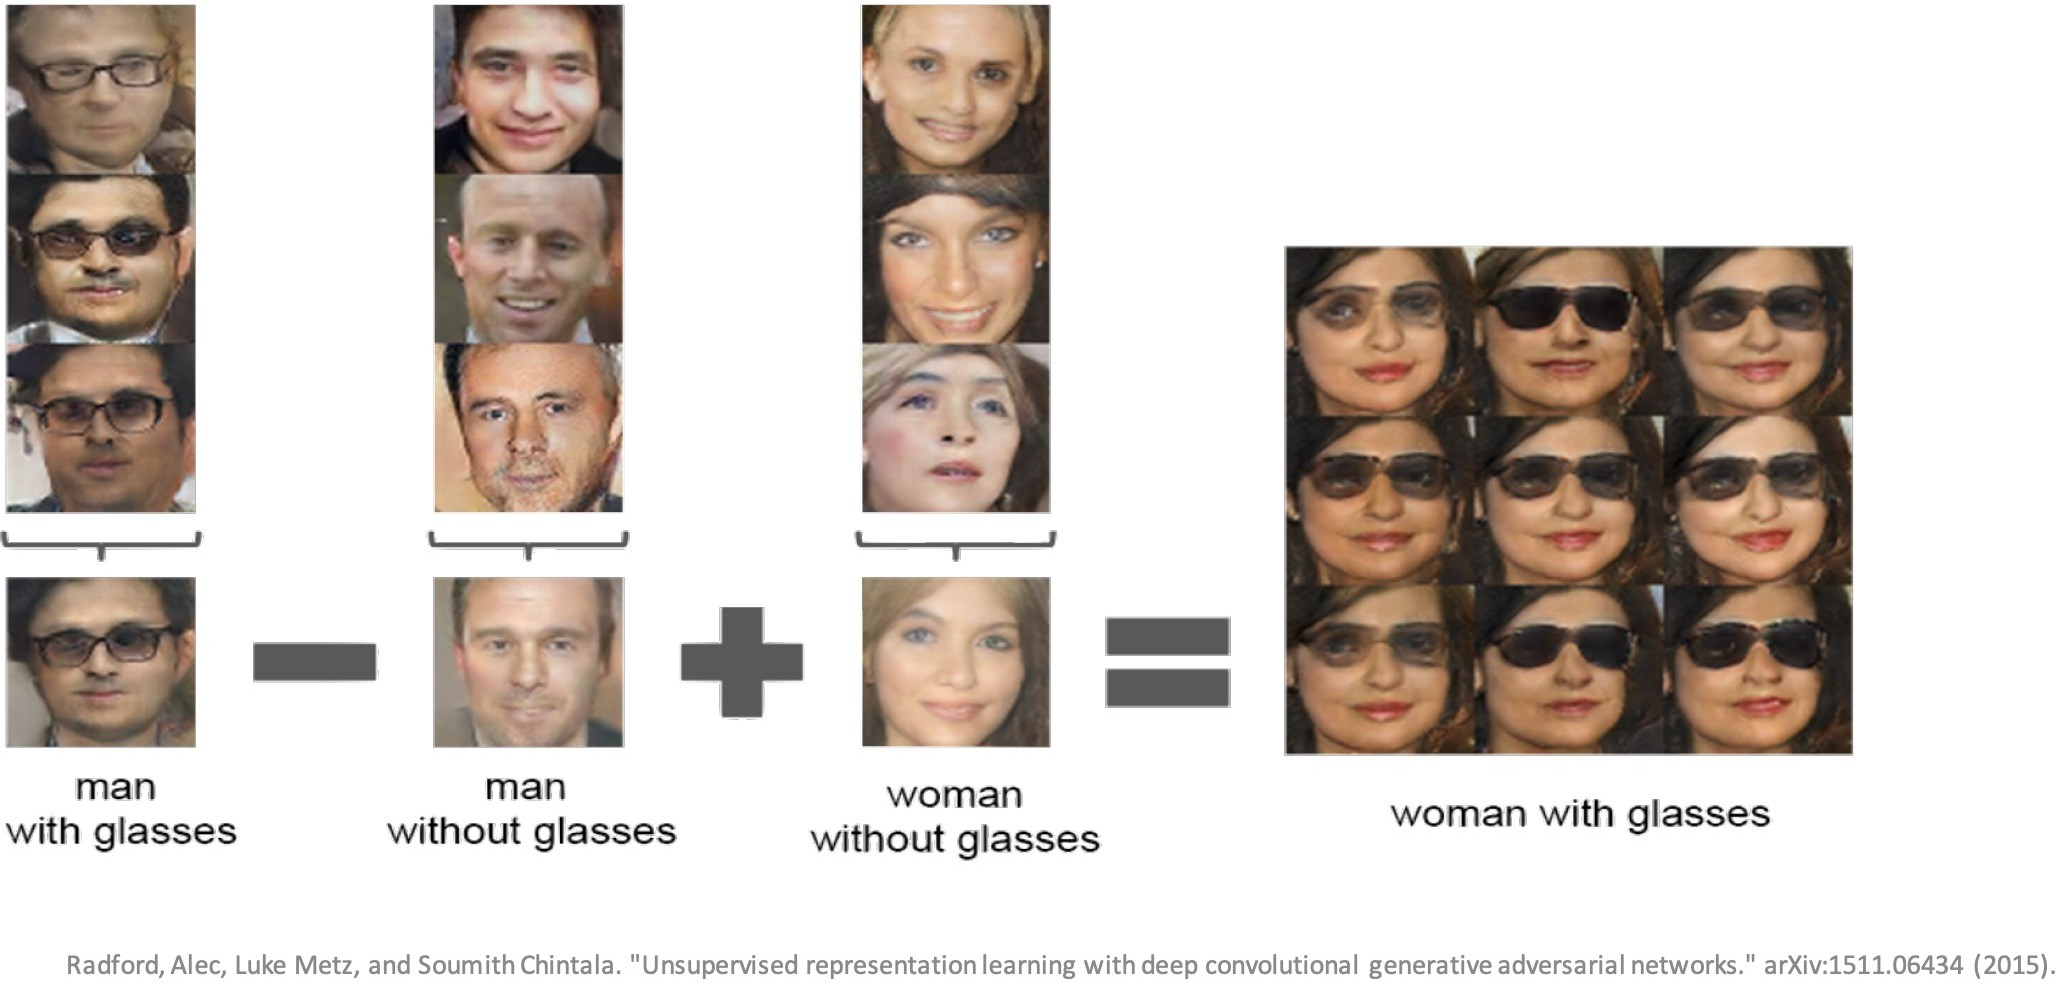 man
with glasses
man
without glasses
woman
without glasses
woman with glasses
Radford, Alec, Luke Metz, and Soumith Chintala. "Unsupervised representation learning with deep convolutional generative adversarial networks." arXiv:1511.06434 (2015).